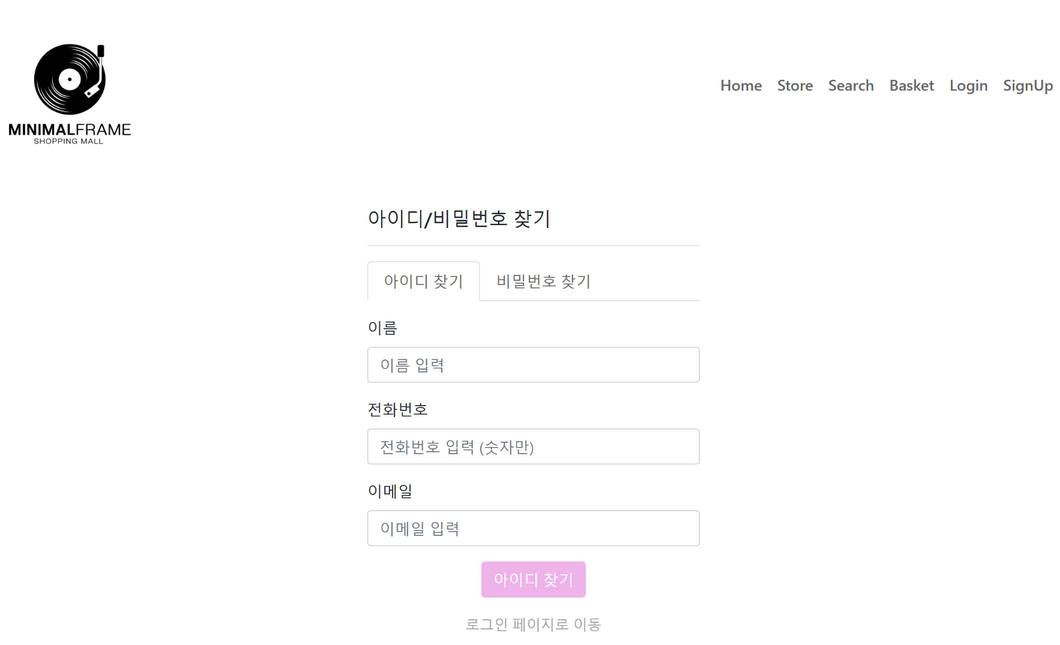 MINIMALFRAME
SHOPPING MALL
Home Store Search Basket Login SignUp
아이디/비밀번호 찾기
아이디 찾기 비밀번호 찾기
이름
이름 입력
전화번호
전화번호 입력 (숫자만)
이메일
이메일 입력
아이디 찾기
로그인 페이지로 이동